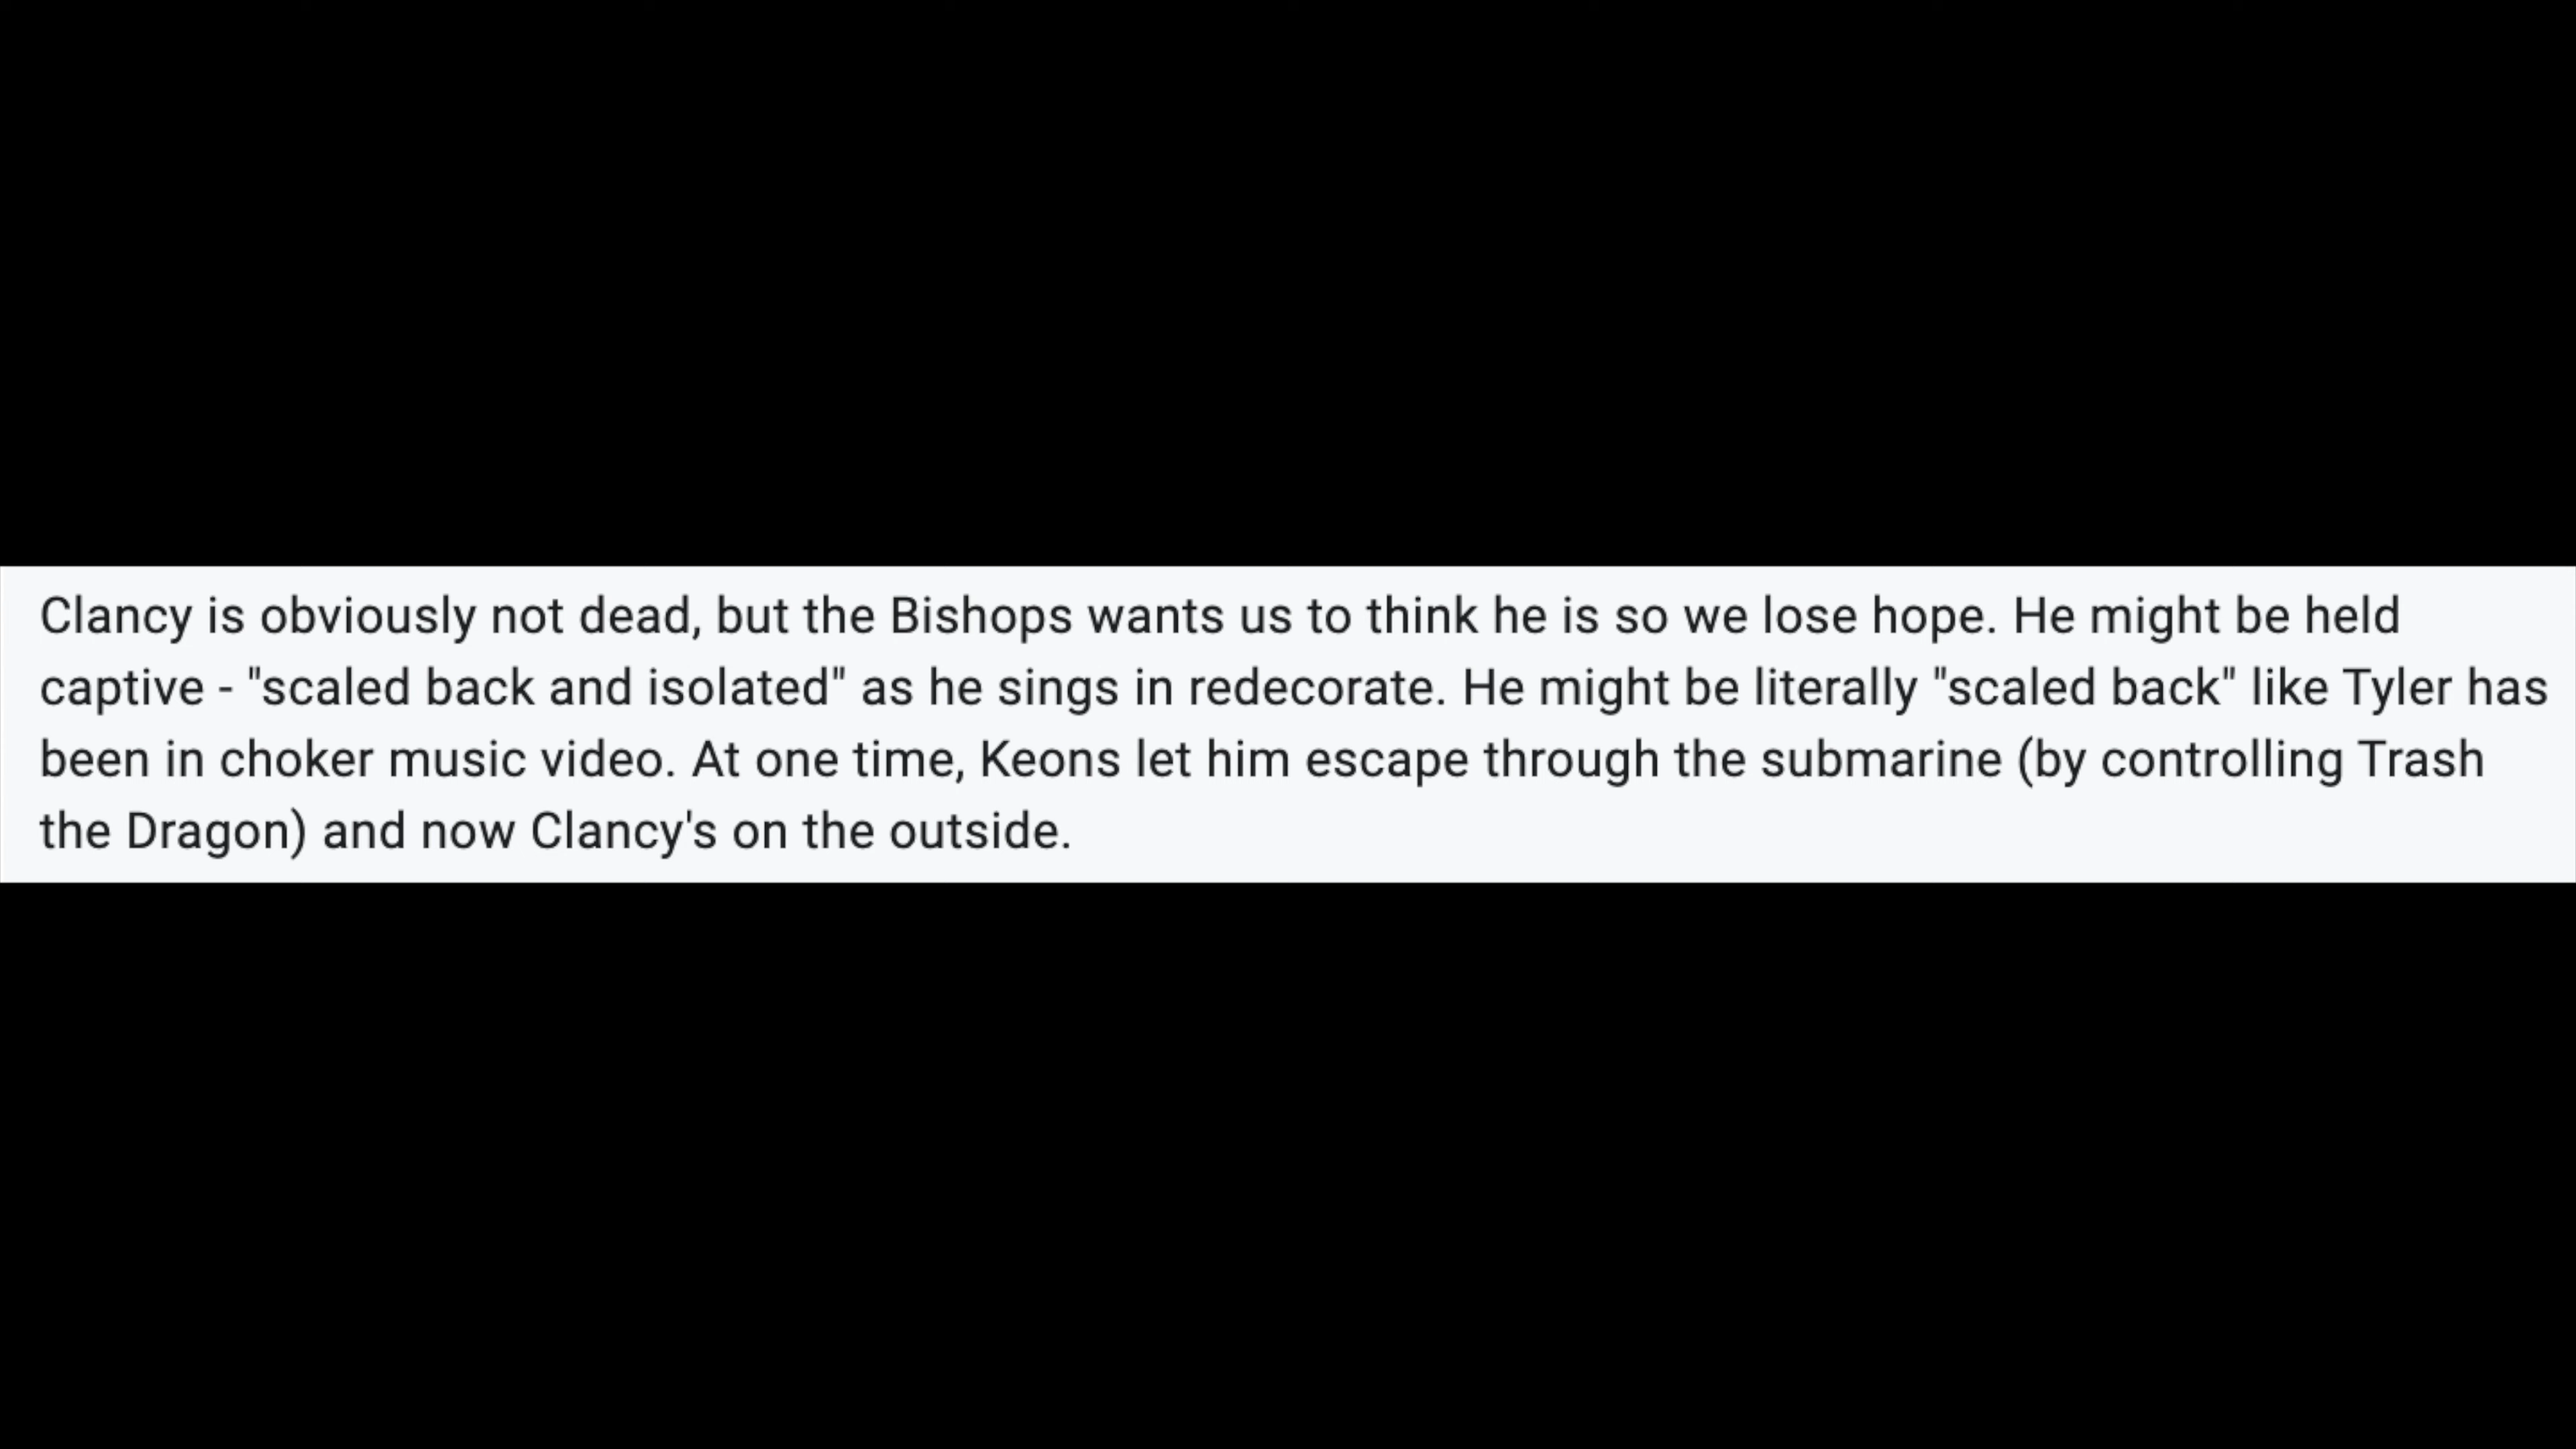 Clancy is obviously not dead, but the Bishops wants us to think he is so we lose hope. He might be held
captive - "scaled back and isolated" as he sings in redecorate. He might be literally "scaled back" like Tyler has
been in choker music video. At one time, Keons let him escape through the submarine (by controlling Trash
the Dragon) and now Clancy's on the outside.